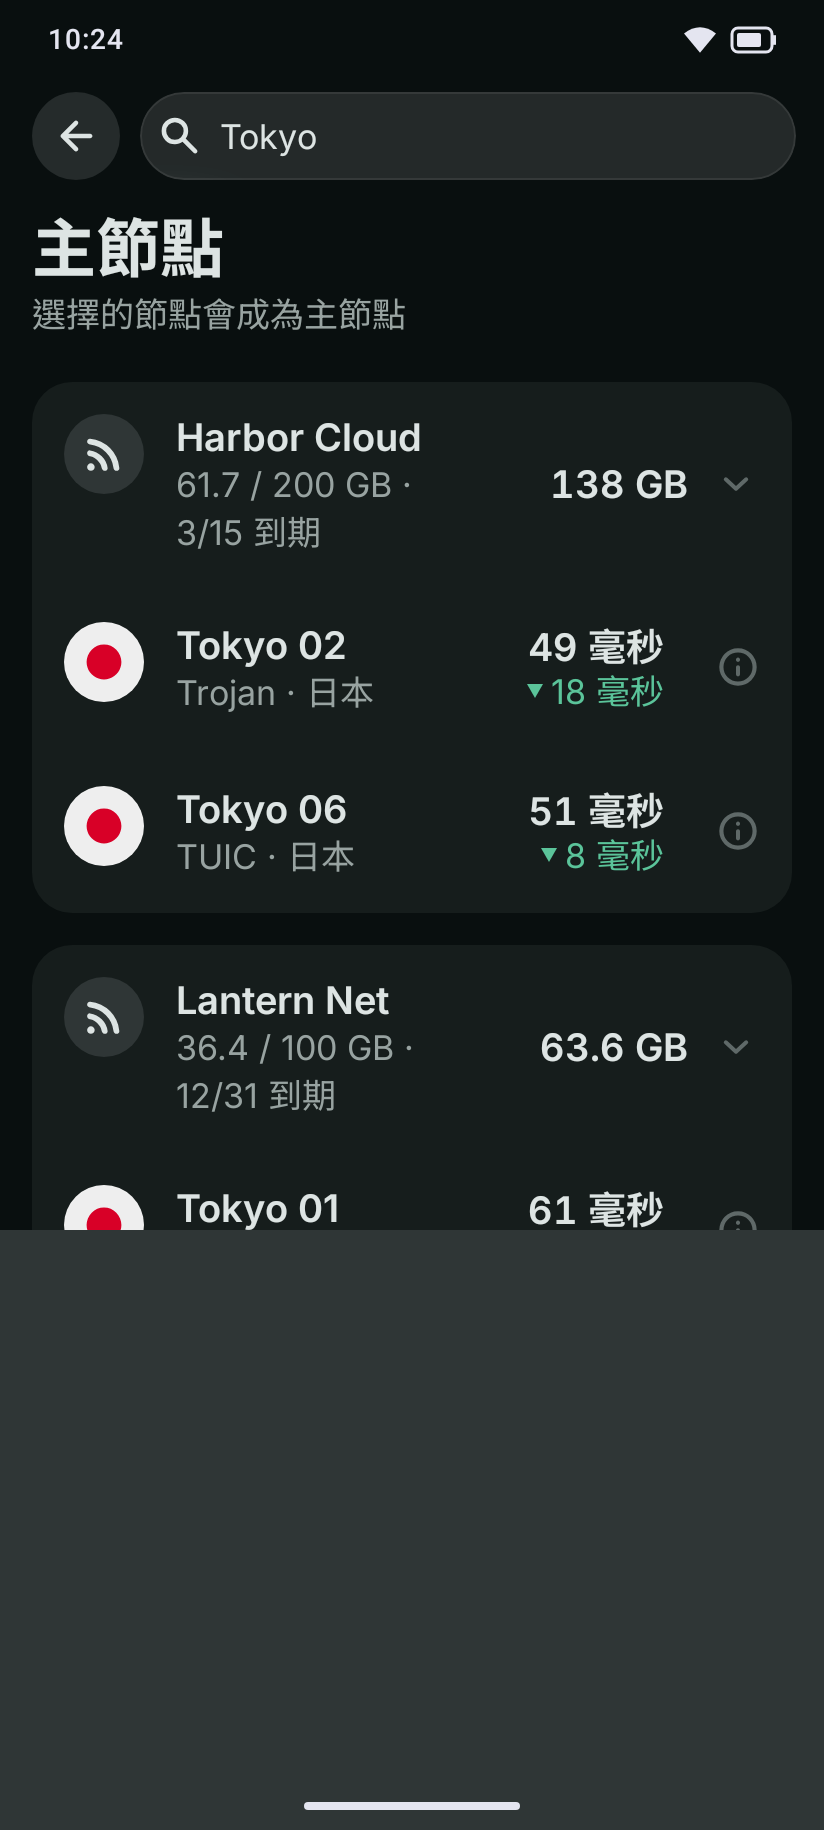 10:24
Tokyo
主節點
選擇的節點會成為主節點
Harbor Cloud
61.7 / 200 GB ·
3/15 到期
138 GB
Tokyo 02
Trojan · 日本
49 毫秒
18 毫秒
Tokyo 06
TUIC · 日本
51 毫秒
8 毫秒
Lantern Net
36.4 / 100 GB ·
12/31 到期
63.6 GB
Tokyo 01
61 毫秒